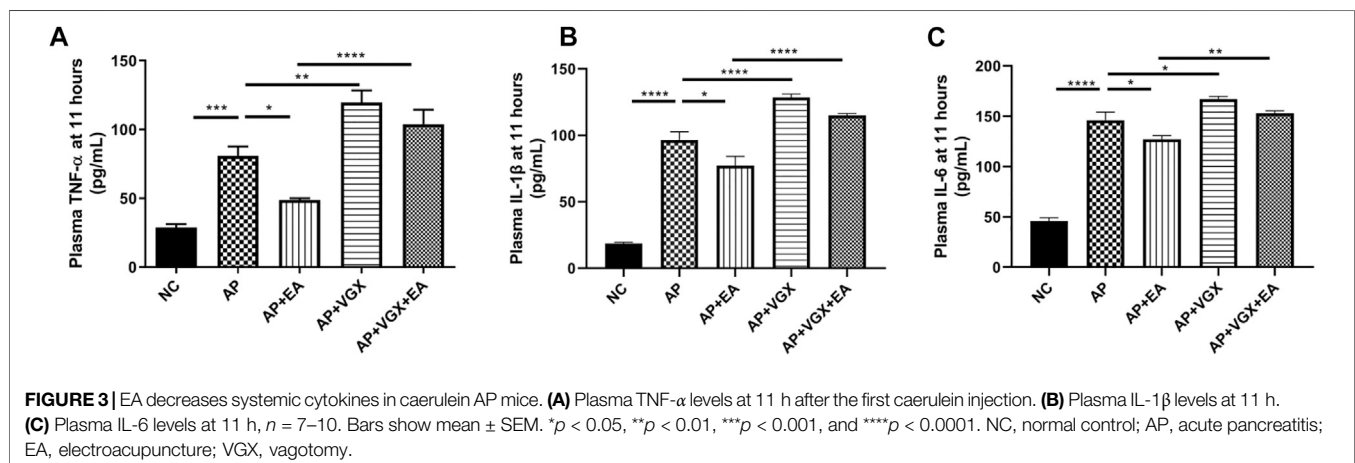 A
Plasma TNF-α at 11 hours
(pg/mL)
150
100
50
0
***
*
**
****
NC
AP
AP+EA
AP+VGX
AP+VGX+EA
B
Plasma IL-1β at 11 hours
(pg/mL)
150
100
50
0
****
*
****
****
NC
AP
AP+EA
AP+VGX
AP+VGX+EA
C
Plasma IL-6 at 11 hours
(pg/mL)
200
150
100
50
0
****
*
*
**
NC
AP
AP+EA
AP+VGX
AP+VGX+EA
FIGURE 3 | EA decreases systemic cytokines in caerulein AP mice. (A) Plasma TNF-α levels at 11 h after the first caerulein injection. (B) Plasma IL-1β levels at 11 h.
(C) Plasma IL-6 levels at 11 h, n = 7–10. Bars show mean ± SEM. *p < 0.05, **p < 0.01, ***p < 0.001, and ****p < 0.0001. NC, normal control; AP, acute pancreatitis;
EA, electroacupuncture; VGX, vagotomy.